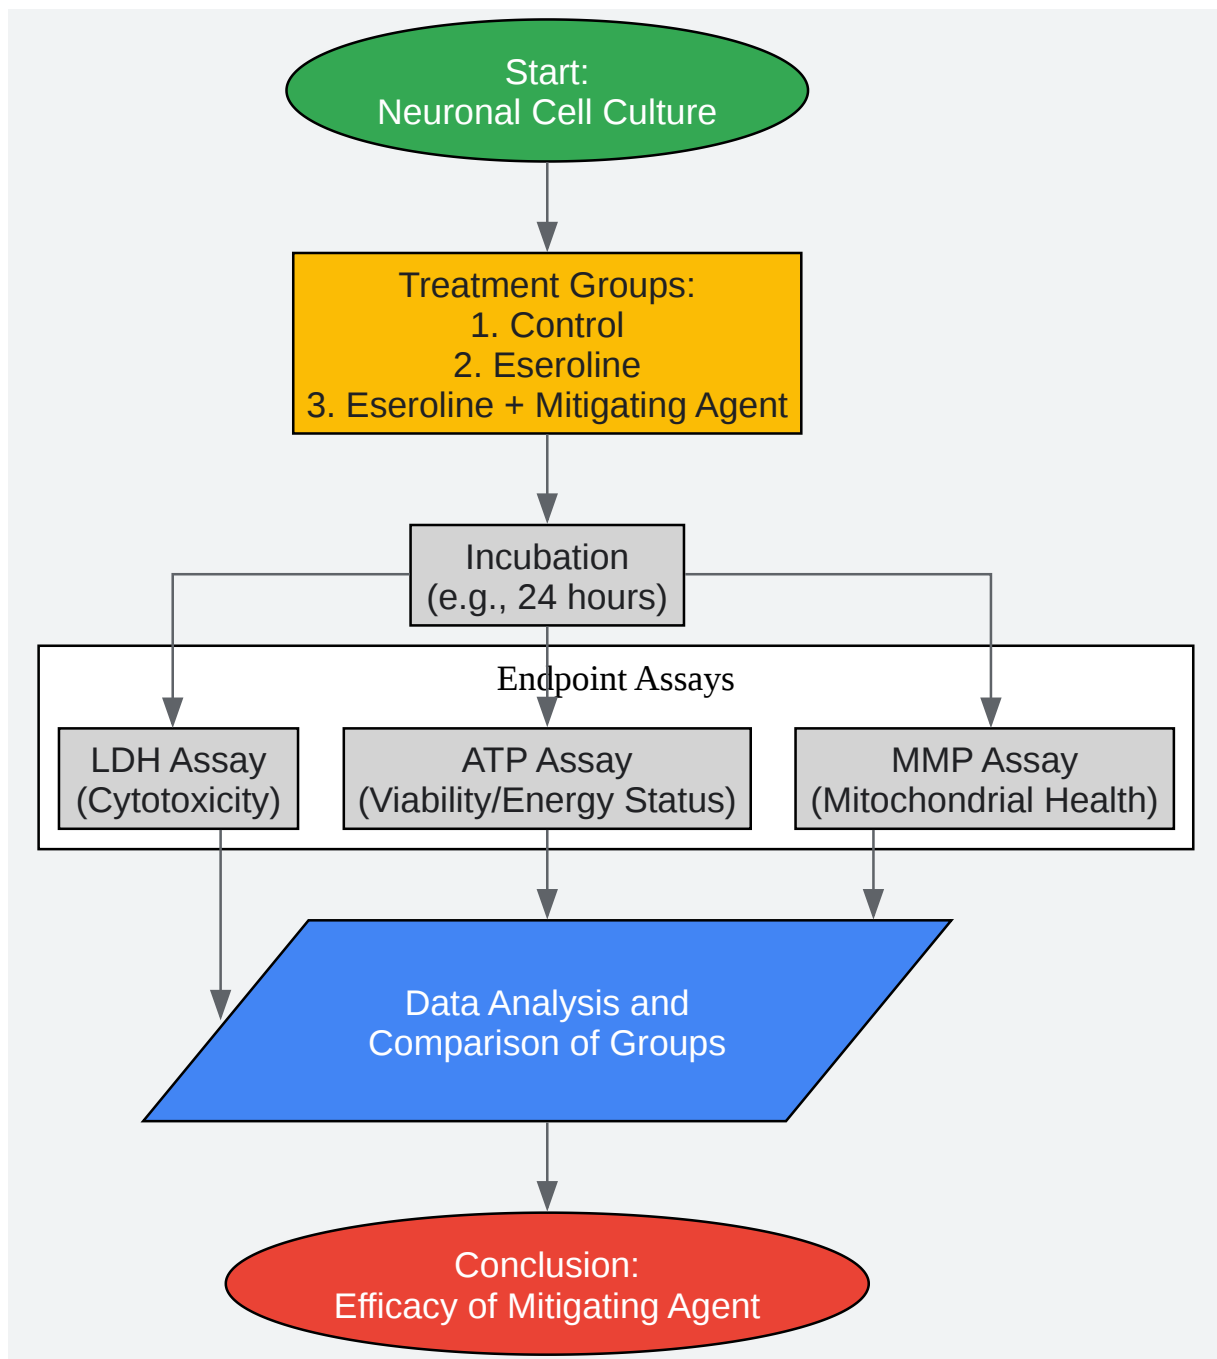 Start:
Neuronal Cell Culture
Treatment Groups:
1. Control
2. Eseroline
3. Eseroline + Mitigating Agent
Incubation
(e.g., 24 hours)
Endpoint Assays
LDH Assay
(Cytotoxicity)
ATP Assay
(Viability/Energy Status)
MMP Assay
(Mitochondrial Health)
Data Analysis and
Comparison of Groups
Conclusion:
Efficacy of Mitigating Agent